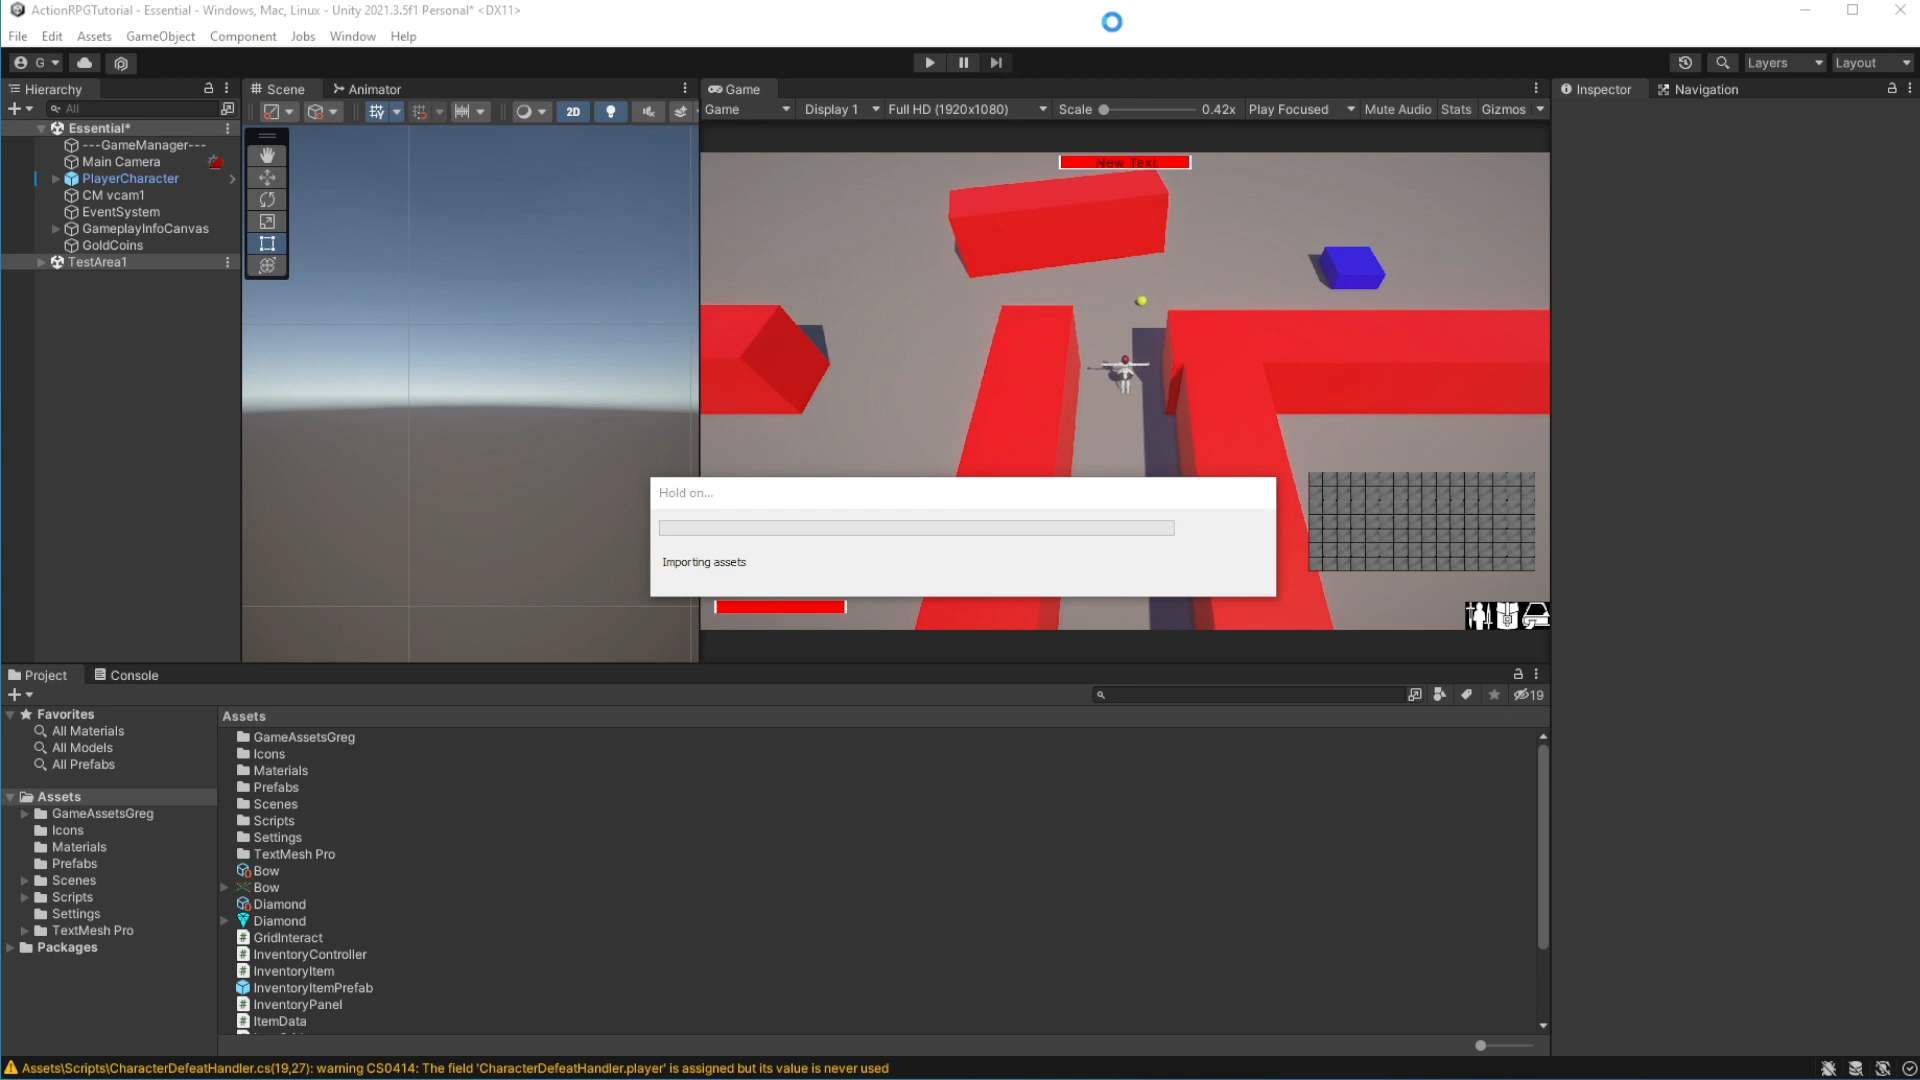 ActionRPGTutorial - Essential - Windows, Mac, Linux - Unity 2021.3.5f1 Personal* <DX11>
File Edit Assets GameObject Component Jobs Window Help
G Layers Layout
Hierarchy
All
Essential*
---GameManager---
Main Camera
PlayerCharacter
CM vcam1
EventSystem
GameplayInfoCanvas
GoldCoins
TestArea1
Scene Animator
2D
Game
Game Display 1 Full HD (1920x1080) Scale 0.42x Play Focused Mute Audio Stats Gizmos
New Text
Hold on...
Importing assets
Inspector Navigation
Project Console
19
Favorites
All Materials
All Models
All Prefabs
Assets
GameAssetsGreg
Icons
Materials
Prefabs
Scenes
Scripts
Settings
TextMesh Pro
Packages
Assets
GameAssetsGreg
Icons
Materials
Prefabs
Scenes
Scripts
Settings
TextMesh Pro
Bow
Bow
Diamond
Diamond
GridInteract
InventoryController
InventoryItem
InventoryItemPrefab
InventoryPanel
ItemData
Assets\Scripts\CharacterDefeatHandler.cs(19,27): warning CS0414: The field 'CharacterDefeatHandler.player' is assigned but its value is never used